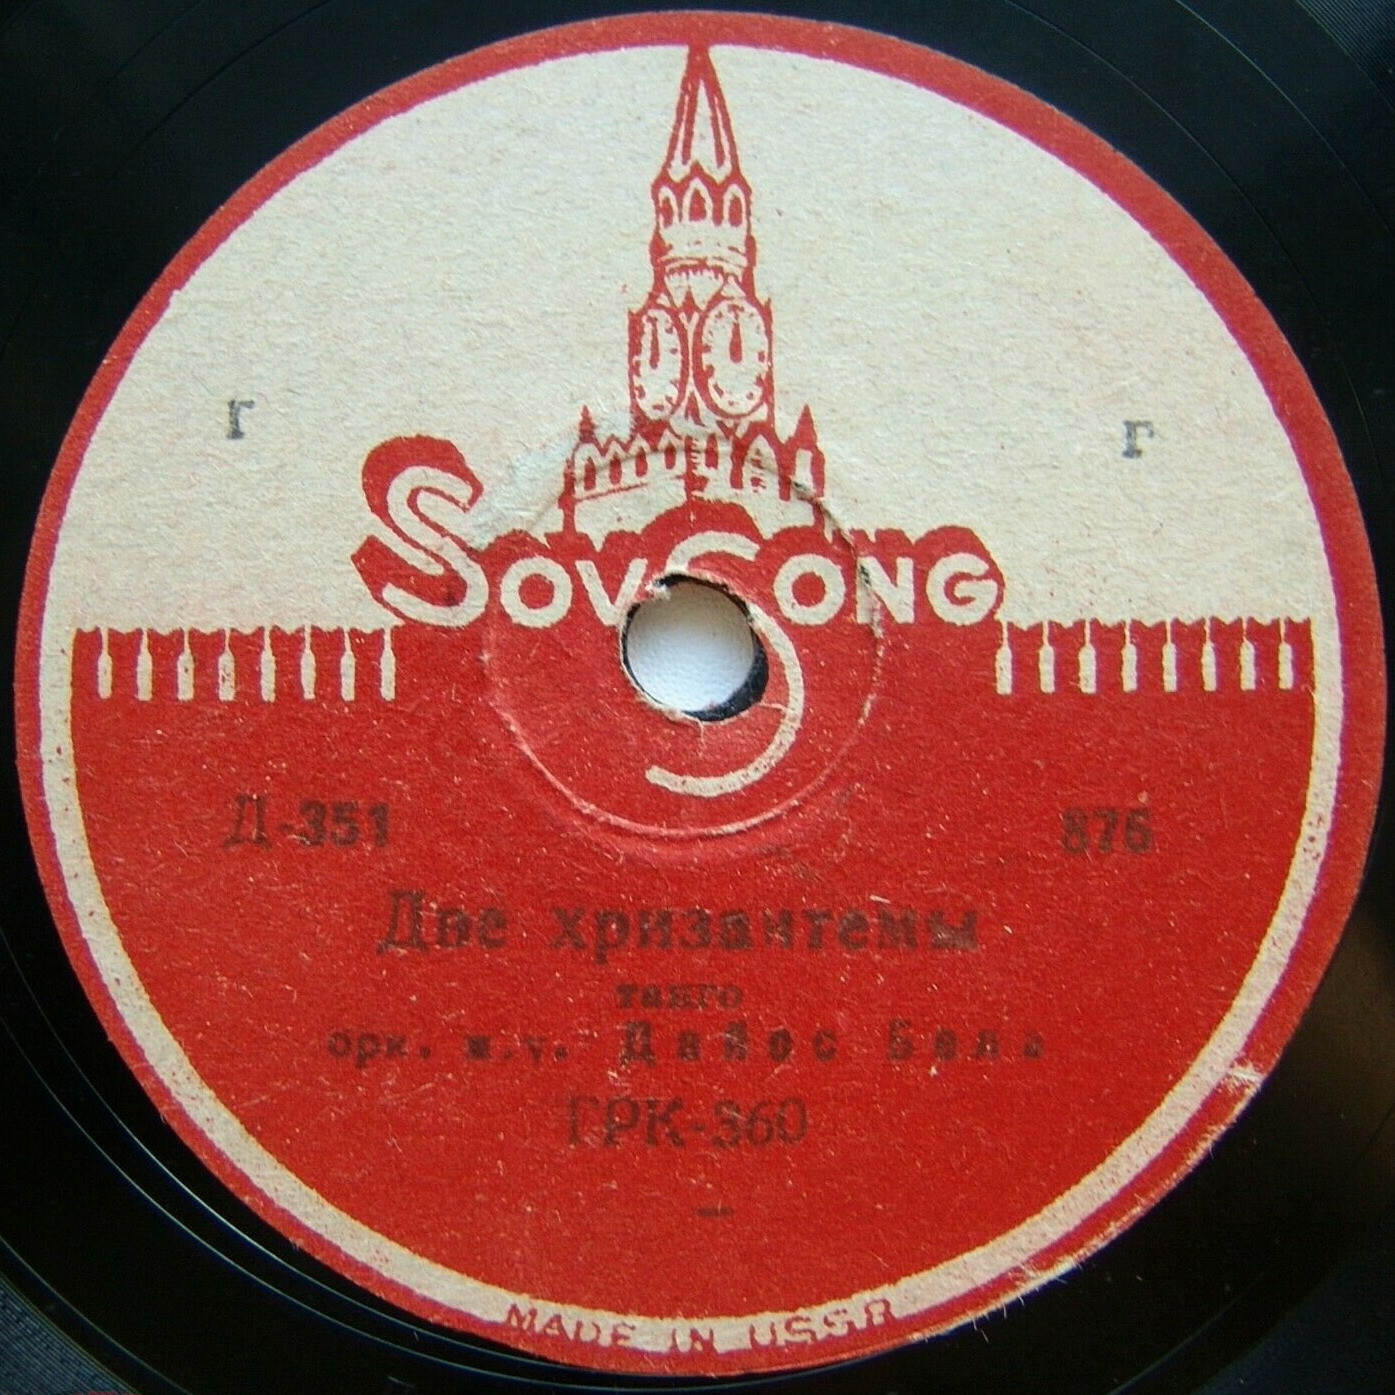 г г
SovSong
Д-351 876
Две хризантемы
танго
орк. п.у. Дайос Бела
ГРК-360
MADE IN USSR